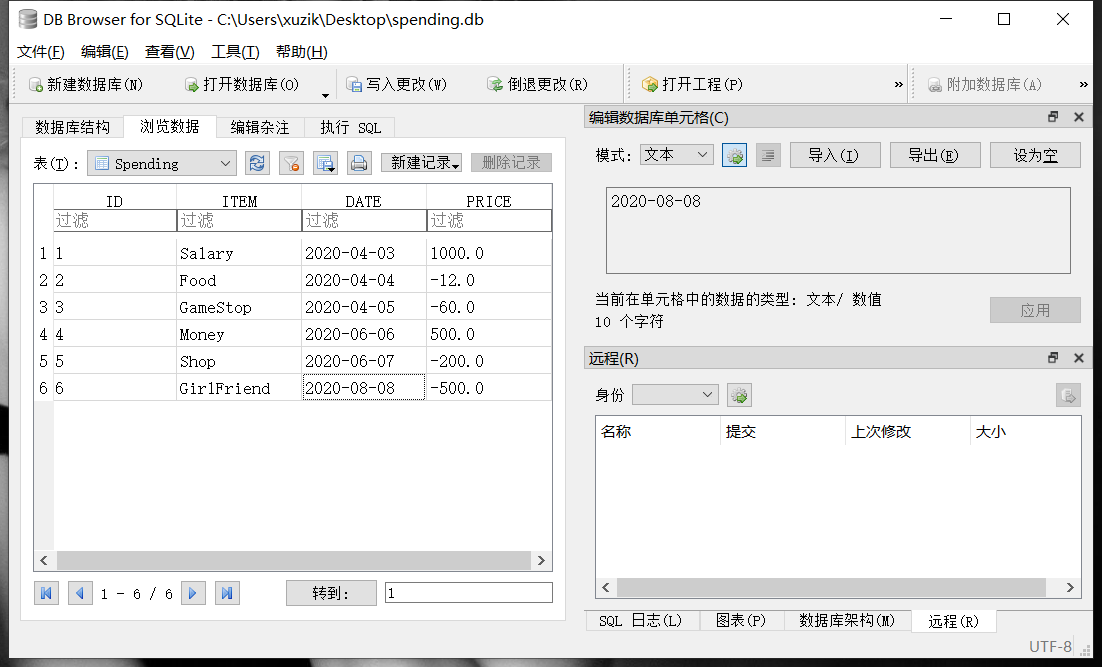 DB Browser for SQLite - C:\Users\xuzik\Desktop\spending.db
文件(F) 编辑(E) 查看(V) 工具(T) 帮助(H)
新建数据库(N) 打开数据库(O) 写入更改(W) 倒退更改(R) 打开工程(P) » 附加数据库(A) »
数据库结构 浏览数据 编辑杂注 执行 SQL
表(T): Spending 新建记录 删除记录
ID ITEM DATE PRICE
过滤 过滤 过滤 过滤
1 1 Salary 2020-04-03 1000.0
2 2 Food 2020-04-04 -12.0
3 3 GameStop 2020-04-05 -60.0
4 4 Money 2020-06-06 500.0
5 5 Shop 2020-06-07 -200.0
6 6 GirlFriend 2020-08-08 -500.0
1 - 6 / 6 转到: 1
编辑数据库单元格(C)
模式: 文本 导入(I) 导出(E) 设为空
2020-08-08
当前在单元格中的数据的类型: 文本/ 数值
10 个字符
应用
远程(R)
身份
名称 提交 上次修改 大小
SQL 日志(L) 图表(P) 数据库架构(M) 远程(R)
UTF-8